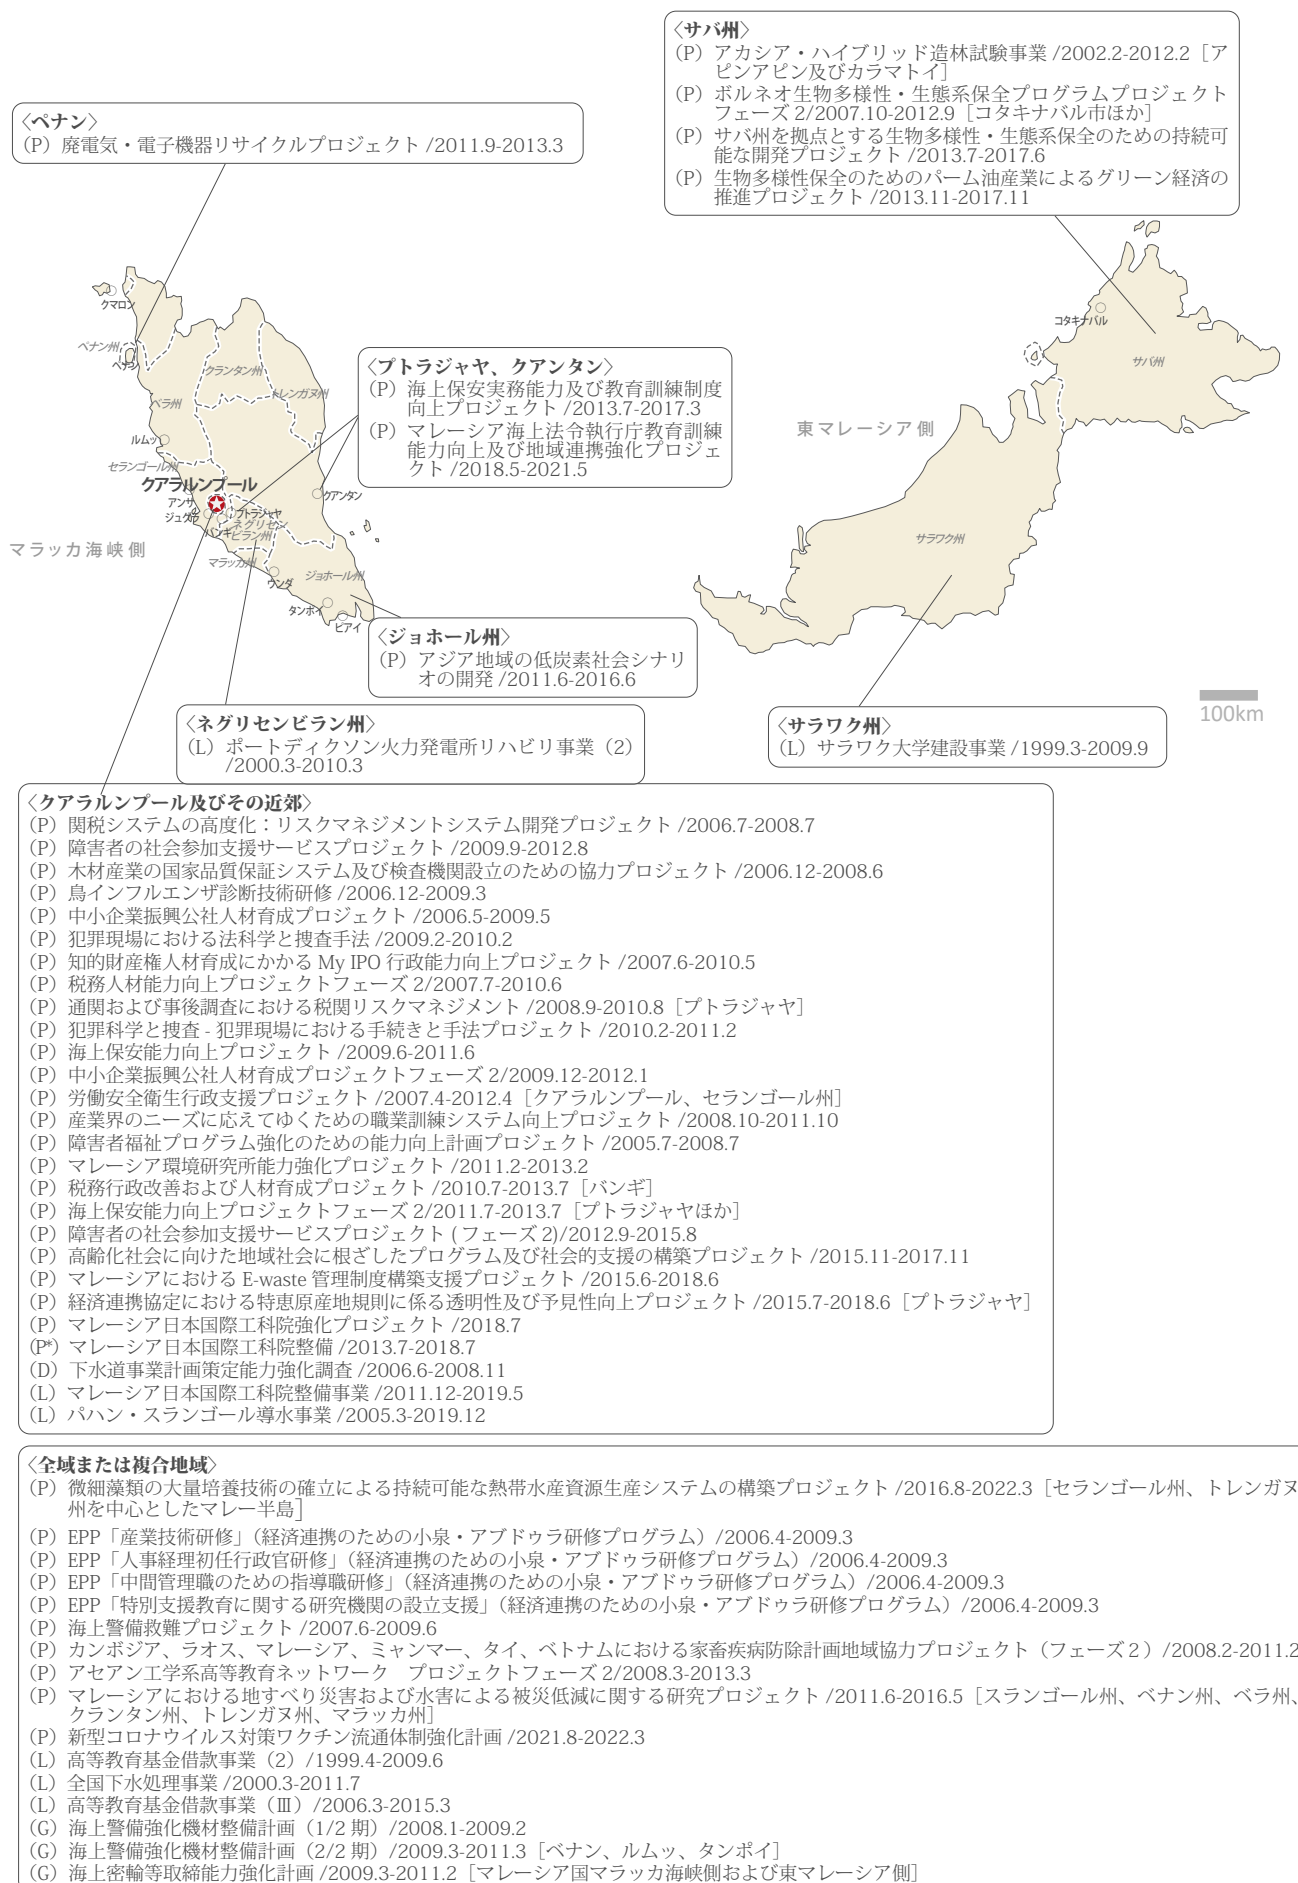 〈サバ州〉
(P) アカシア・ハイブリッド造林試験事業 /2002.2-2012.2［ア
ピンアピン及びカラマトイ］
(P) ボルネオ生物多様性・生態系保全プログラムプロジェクト
フェーズ 2/2007.10-2012.9［コタキナバル市ほか］
(P) サバ州を拠点とする生物多様性・生態系保全のための持続可
能な開発プロジェクト /2013.7-2017.6
(P) 生物多様性保全のためのパーム油産業によるグリーン経済の
推進プロジェクト /2013.11-2017.11
〈ペナン〉
(P) 廃電気・電子機器リサイクルプロジェクト /2011.9-2013.3
クマロン
ペナン州
ペナン
クランタン州
トレンガヌ州
ペラ州
ルムッ
セランゴール州
クアラルンプール
アンサ
ジュグラ
プトラジャヤ
バンギ
ネグリセン
ビラン州
マラッカ州
クアンタン
ウンダ
ジョホール州
タンポイ
ピアイ
マラッカ海峡側
〈プトラジャヤ、クアンタン〉
(P) 海上保安実務能力及び教育訓練制度
向上プロジェクト /2013.7-2017.3
(P) マレーシア海上法令執行庁教育訓練
能力向上及び地域連携強化プロジェ
クト /2018.5-2021.5
コタキナバル
サバ州
東マレーシア側
サラワク州
〈ジョホール州〉
(P) アジア地域の低炭素社会シナリ
オの開発 /2011.6-2016.6
100km
〈ネグリセンビラン州〉
(L) ポートディクソン火力発電所リハビリ事業（2）
/2000.3-2010.3
〈サラワク州〉
(L) サラワク大学建設事業 /1999.3-2009.9
〈クアラルンプール及びその近郊〉
(P) 関税システムの高度化：リスクマネジメントシステム開発プロジェクト /2006.7-2008.7
(P) 障害者の社会参加支援サービスプロジェクト /2009.9-2012.8
(P) 木材産業の国家品質保証システム及び検査機関設立のための協力プロジェクト /2006.12-2008.6
(P) 鳥インフルエンザ診断技術研修 /2006.12-2009.3
(P) 中小企業振興公社人材育成プロジェクト /2006.5-2009.5
(P) 犯罪現場における法科学と捜査手法 /2009.2-2010.2
(P) 知的財産権人材育成にかかる My IPO 行政能力向上プロジェクト /2007.6-2010.5
(P) 税務人材能力向上プロジェクトフェーズ 2/2007.7-2010.6
(P) 通関および事後調査における税関リスクマネジメント /2008.9-2010.8［プトラジャヤ］
(P) 犯罪科学と捜査 - 犯罪現場における手続きと手法プロジェクト /2010.2-2011.2
(P) 海上保安能力向上プロジェクト /2009.6-2011.6
(P) 中小企業振興公社人材育成プロジェクトフェーズ 2/2009.12-2012.1
(P) 労働安全衛生行政支援プロジェクト /2007.4-2012.4［クアラルンプール、セランゴール州］
(P) 産業界のニーズに応えてゆくための職業訓練システム向上プロジェクト /2008.10-2011.10
(P) 障害者福祉プログラム強化のための能力向上計画プロジェクト /2005.7-2008.7
(P) マレーシア環境研究所能力強化プロジェクト /2011.2-2013.2
(P) 税務行政改善および人材育成プロジェクト /2010.7-2013.7［バンギ］
(P) 海上保安能力向上プロジェクトフェーズ 2/2011.7-2013.7［プトラジャヤほか］
(P) 障害者の社会参加支援サービスプロジェクト ( フェーズ 2)/2012.9-2015.8
(P) 高齢化社会に向けた地域社会に根ざしたプログラム及び社会的支援の構築プロジェクト /2015.11-2017.11
(P) マレーシアにおける E-waste 管理制度構築支援プロジェクト /2015.6-2018.6
(P) 経済連携協定における特恵原産地規則に係る透明性及び予見性向上プロジェクト /2015.7-2018.6［プトラジャヤ］
(P) マレーシア日本国際工科院強化プロジェクト /2018.7
(P*) マレーシア日本国際工科院整備 /2013.7-2018.7
(D) 下水道事業計画策定能力強化調査 /2006.6-2008.11
(L) マレーシア日本国際工科院整備事業 /2011.12-2019.5
(L) パハン・スランゴール導水事業 /2005.3-2019.12
〈全域または複合地域〉
(P) 微細藻類の大量培養技術の確立による持続可能な熱帯水産資源生産システムの構築プロジェクト /2016.8-2022.3［セランゴール州、トレンガヌ
州を中心としたマレー半島］
(P) EPP「産業技術研修」（経済連携のための小泉・アブドゥラ研修プログラム）/2006.4-2009.3
(P) EPP「人事経理初任行政官研修」（経済連携のための小泉・アブドゥラ研修プログラム）/2006.4-2009.3
(P) EPP「中間管理職のための指導職研修」（経済連携のための小泉・アブドゥラ研修プログラム）/2006.4-2009.3
(P) EPP「特別支援教育に関する研究機関の設立支援」（経済連携のための小泉・アブドゥラ研修プログラム）/2006.4-2009.3
(P) 海上警備救難プロジェクト /2007.6-2009.6
(P) カンボジア、ラオス、マレーシア、ミャンマー、タイ、ベトナムにおける家畜疾病防除計画地域協力プロジェクト（フェーズ 2 ）/2008.2-2011.2
(P) アセアン工学系高等教育ネットワーク　プロジェクトフェーズ 2/2008.3-2013.3
(P) マレーシアにおける地すべり災害および水害による被災低減に関する研究プロジェクト /2011.6-2016.5［スランゴール州、ペナン州、ペラ州、
クランタン州、トレンガヌ州、マラッカ州］
(P) 新型コロナウイルス対策ワクチン流通体制強化計画 /2021.8-2022.3
(L) 高等教育基金借款事業（2）/1999.4-2009.6
(L) 全国下水処理事業 /2000.3-2011.7
(L) 高等教育基金借款事業（Ⅲ）/2006.3-2015.3
(G) 海上警備強化機材整備計画（1/2 期）/2008.1-2009.2
(G) 海上警備強化機材整備計画（2/2 期）/2009.3-2011.3［ペナン、ルムッ、タンポイ］
(G) 海上密輸等取締能力強化計画 /2009.3-2011.2［マレーシア国マラッカ海峡側および東マレーシア側］